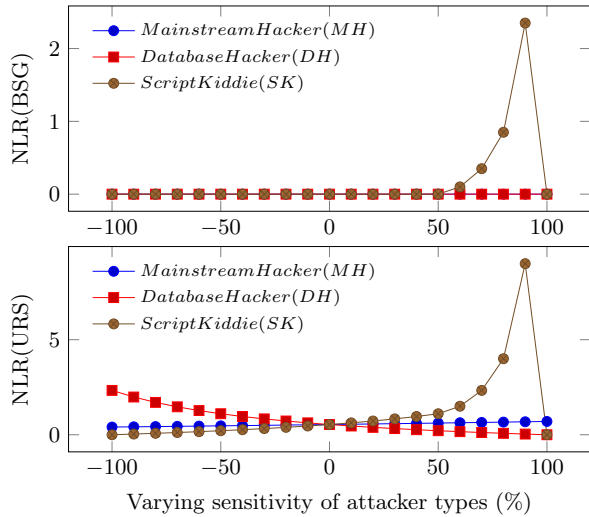 NLR(BSG)
2
1
0
MainstreamHacker(MH)
DatabaseHacker(DH)
ScriptKiddie(SK)
−100
−50
0
50
100
NLR(URS)
5
0
MainstreamHacker(MH)
DatabaseHacker(DH)
ScriptKiddie(SK)
−100
−50
0
50
100
Varying sensitivity of attacker types (%)